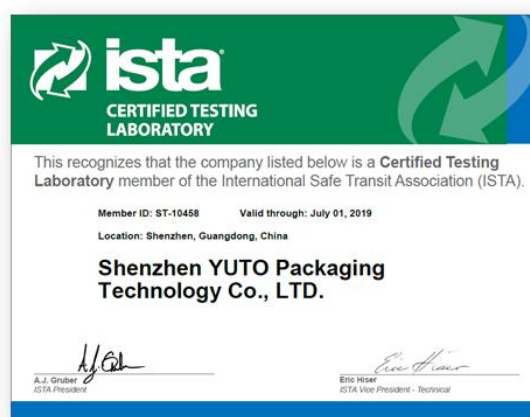 ista
CERTIFIED TESTING
LABORATORY
This recognizes that the company listed below is a Certified Testing
Laboratory member of the International Safe Transit Association (ISTA).
Member ID: ST-10458 Valid through: July 01, 2019
Location: Shenzhen, Guangdong, China
Shenzhen YUTO Packaging
Technology Co., LTD.
A.J. Gruber
ISTA President
Eric Hiser
Eric Hiser
ISTA Vice President - Technical